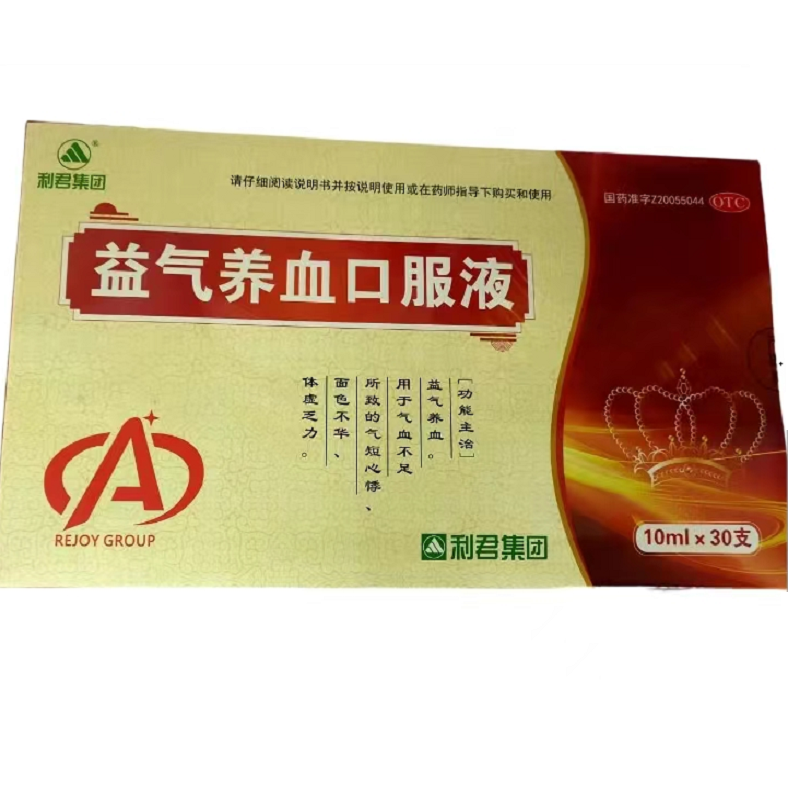 利君集团
请仔细阅读说明书并按说明使用或在药师指导下购买和使用
国药准字Z20055044 OTC
益气养血口服液
[功能主治]
益气养血。
用于气血不足
所致的气短心悸、
面色不华、
体虚乏力。
A
REJOY GROUP
利君集团
10ml×30支